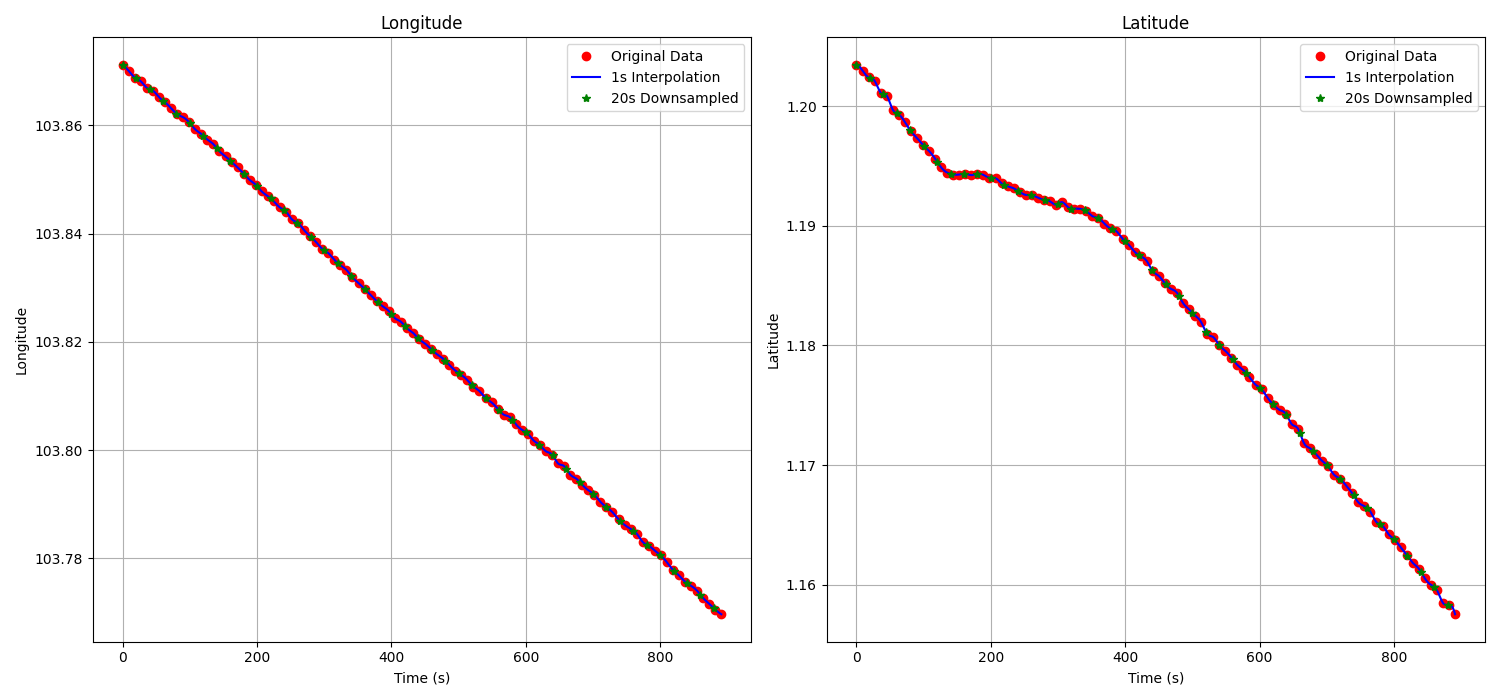 Longitude
Original Data
1s Interpolation
20s Downsampled
103.86
103.84
103.82
103.80
103.78
Longitude
0 200 400 600 800
Time (s)
Latitude
Original Data
1s Interpolation
20s Downsampled
1.20
1.19
1.18
1.17
1.16
Latitude
0 200 400 600 800
Time (s)